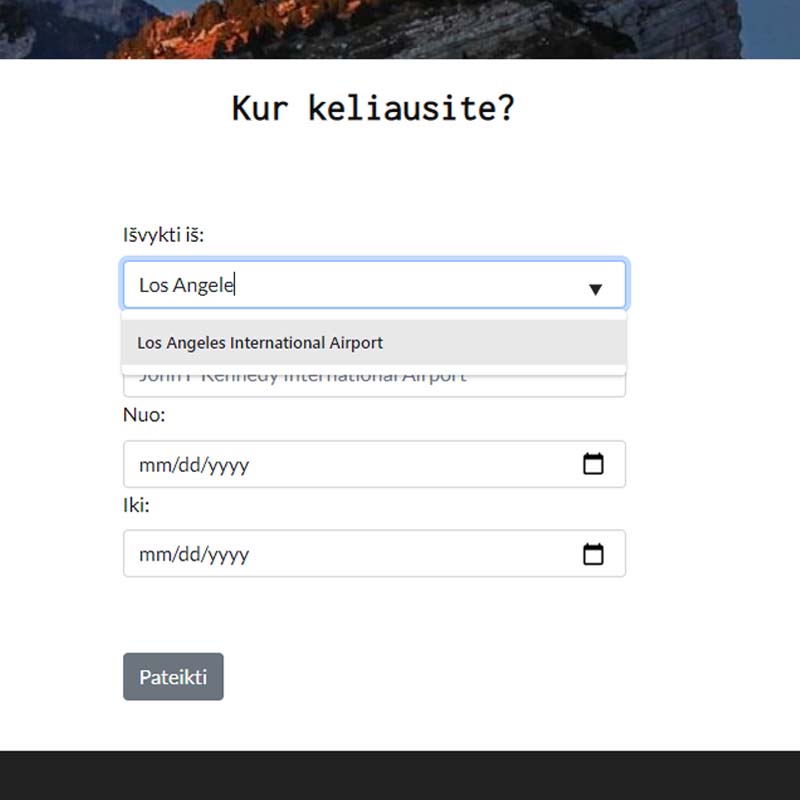 Kur keliausite?
Išvykti iš:
Los Angele
Los Angeles International Airport
John F Kennedy International Airport
Nuo:
mm/dd/yyyy
Iki:
mm/dd/yyyy
Pateikti